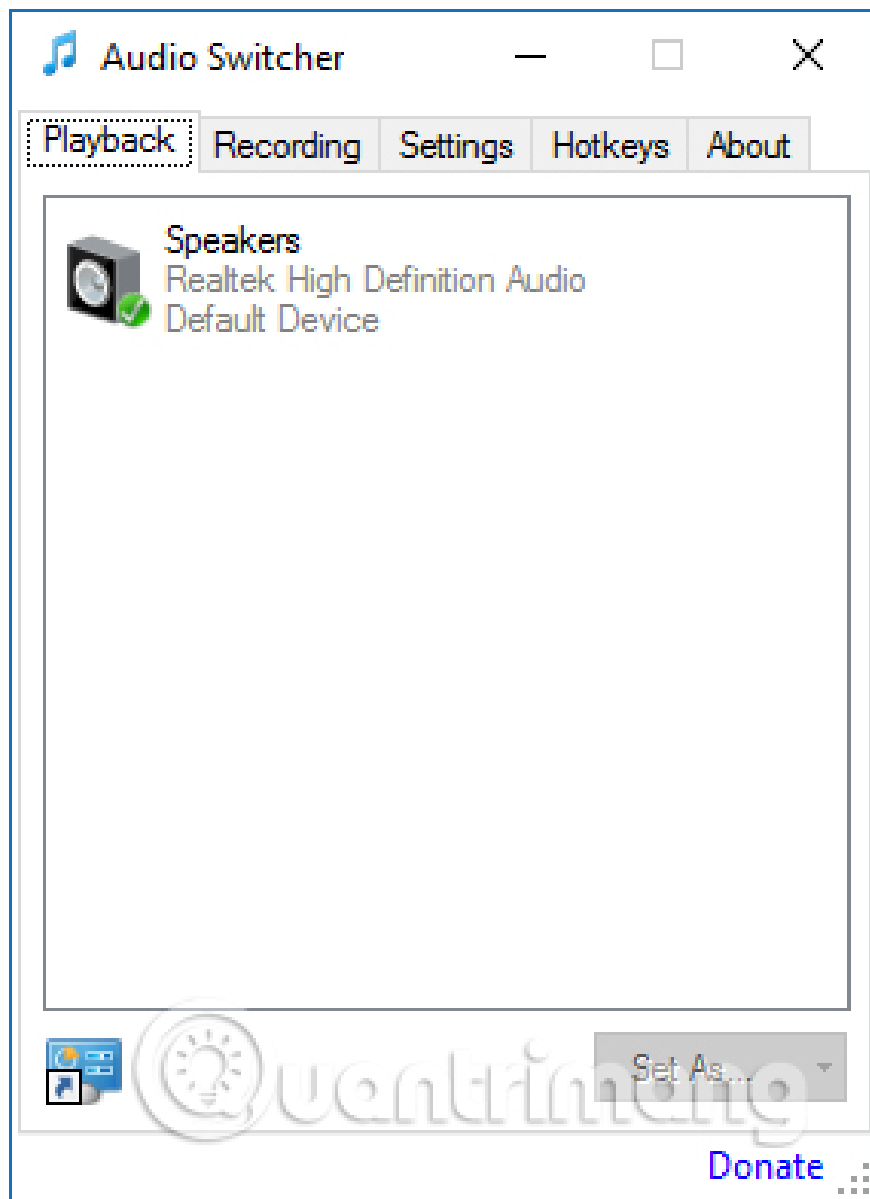 Audio Switcher
Playback Recording Settings Hotkeys About
Speakers
Realtek High Definition Audio
Default Device
Set As...
Quantrimang
Donate